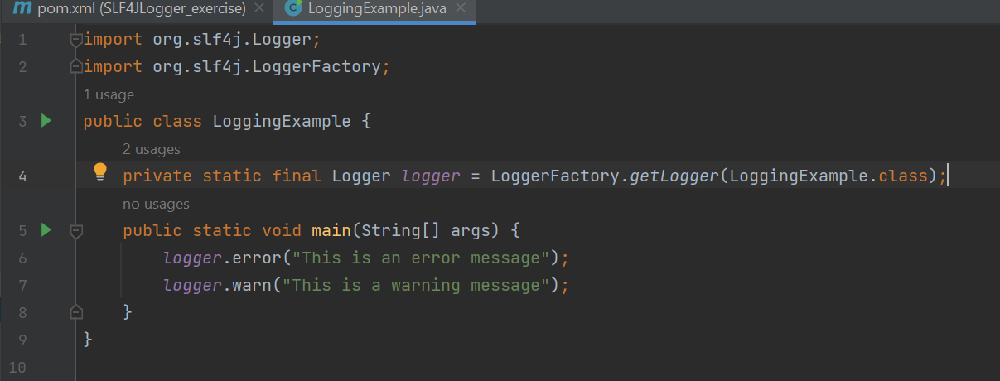 pom.xml (SLF4JLogger_exercise) LoggingExample.java
1 import org.slf4j.Logger;
2 import org.slf4j.LoggerFactory;
1 usage
3 public class LoggingExample {
2 usages
4 private static final Logger logger = LoggerFactory.getLogger(LoggingExample.class);
no usages
5 public static void main(String[] args) {
6 logger.error("This is an error message");
7 logger.warn("This is a warning message");
8 }
9 }
10